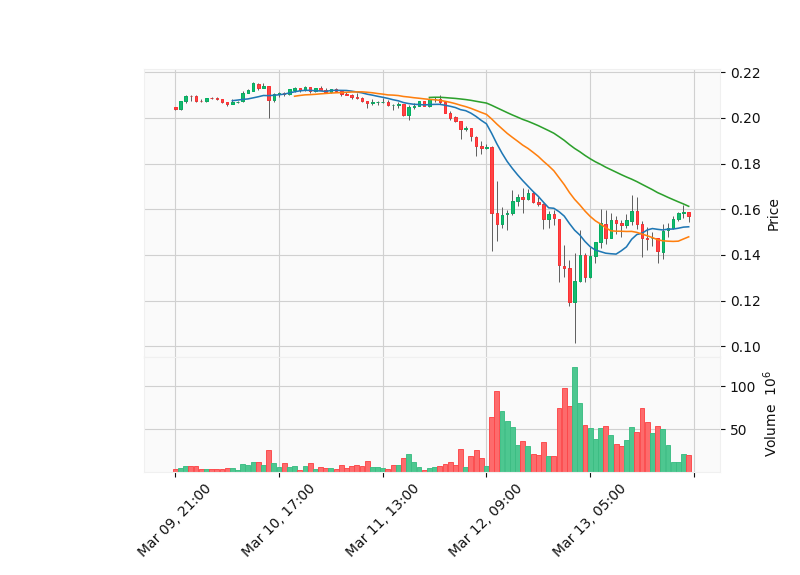 0.22
0.20
0.18
0.16
0.14
0.12
0.10
Price
100
50
Volume 10^6
Mar 09, 21:00
Mar 10, 17:00
Mar 11, 13:00
Mar 12, 09:00
Mar 13, 05:00